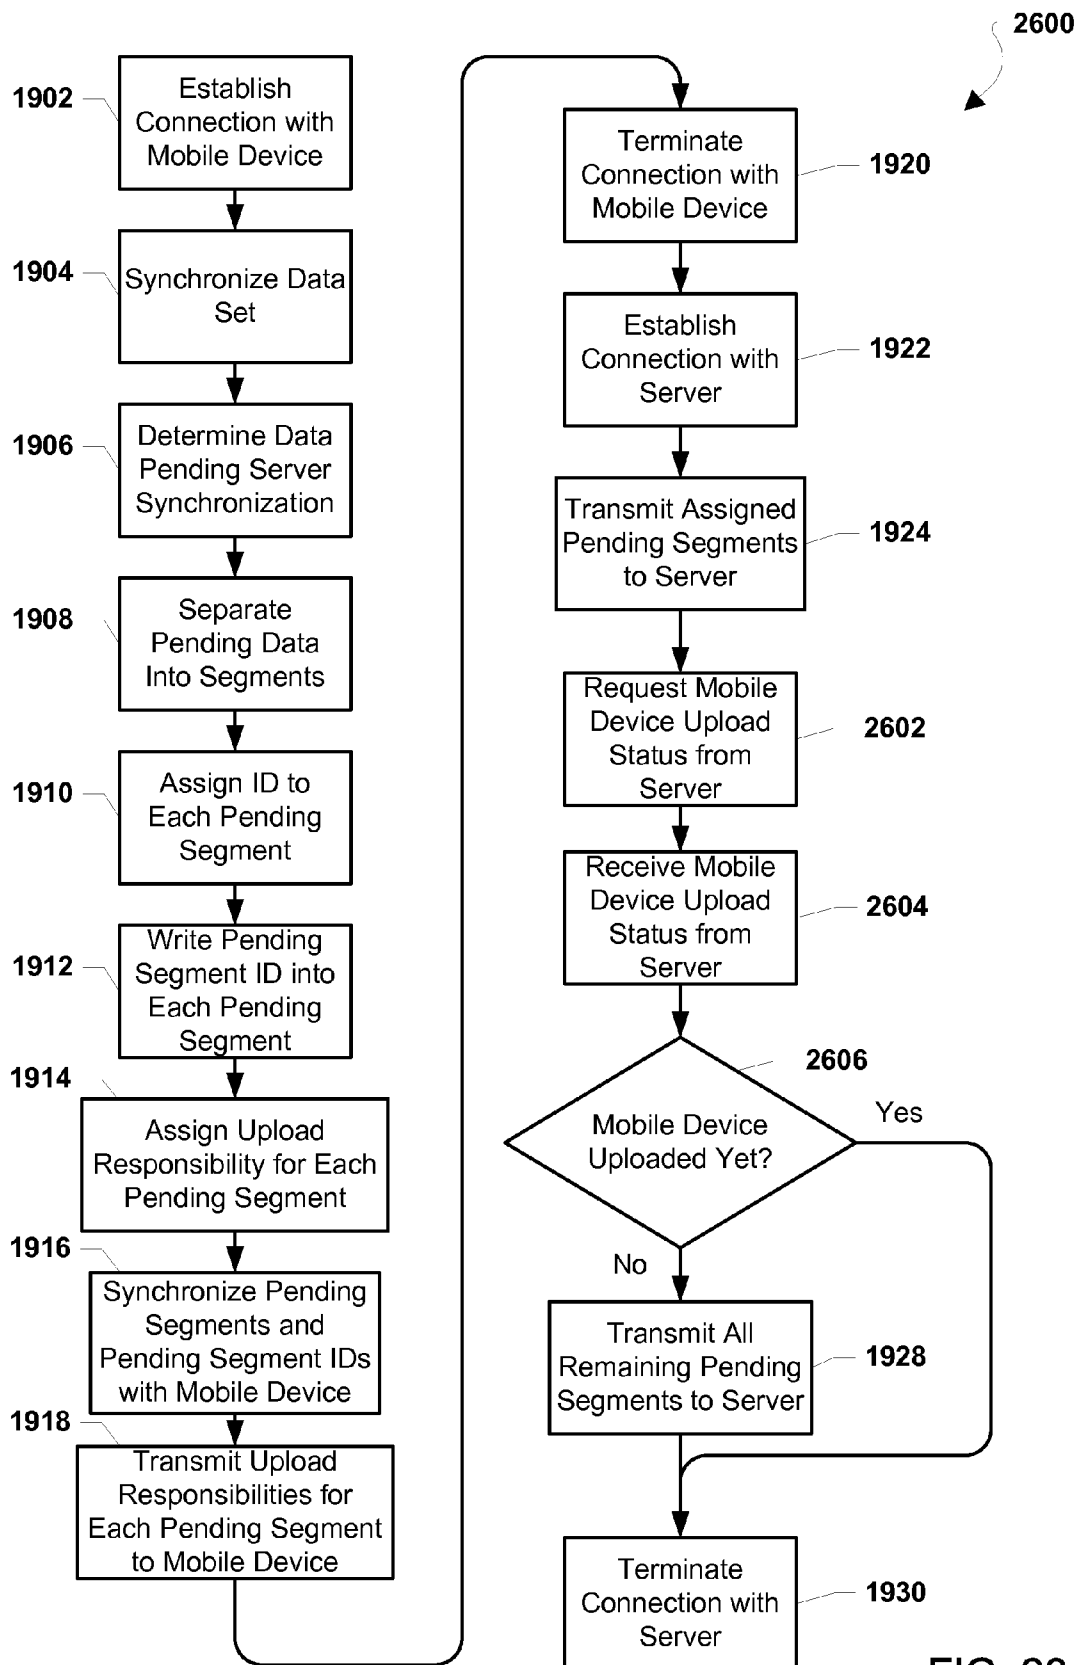 2600
1902
Establish
Connection with
Mobile Device
1904
Synchronize Data
Set
1906
Determine Data
Pending Server
Synchronization
1908
Separate
Pending Data
Into Segments
1910
Assign ID to
Each Pending
Segment
1912
Write Pending
Segment ID into
Each Pending
Segment
1914
Assign Upload
Responsibility for Each
Pending Segment
1916
Synchronize Pending
Segments and
Pending Segment IDs
with Mobile Device
1918
Transmit Upload
Responsibilities for
Each Pending Segment
to Mobile Device
Terminate
Connection with
Mobile Device
1920
Establish
Connection with
Server
1922
Transmit Assigned
Pending Segments
to Server
1924
Request Mobile
Device Upload
Status from
Server
2602
Receive Mobile
Device Upload
Status from
Server
2604
2606
Mobile Device
Uploaded Yet?
Yes
No
Transmit All
Remaining Pending
Segments to Server
1928
Terminate
Connection with
Server
1930